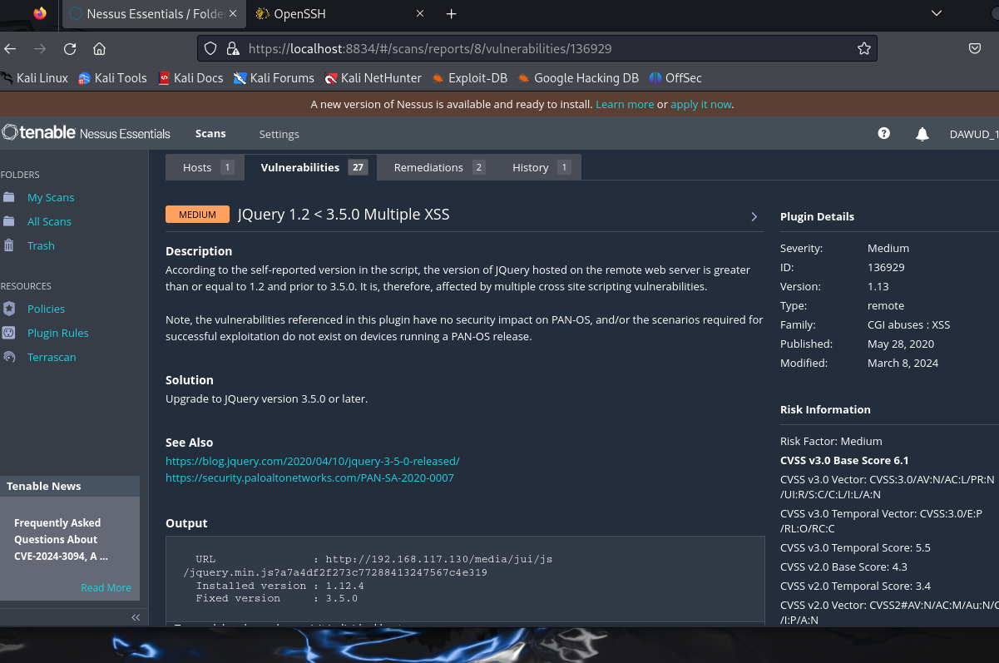 Nessus Essentials / Folde
OpenSSH
https://localhost:8834/#/scans/reports/8/vulnerabilities/136929
Kali Linux Kali Tools Kali Docs Kali Forums Kali NetHunter Exploit-DB Google Hacking DB OffSec
A new version of Nessus is available and ready to install. Learn more or apply it now.
tenable Nessus Essentials Scans Settings DAWUD_1
FOLDERS
My Scans
All Scans
Trash
RESOURCES
Policies
Plugin Rules
Terrascan
Tenable News
Frequently Asked
Questions About
CVE-2024-3094, A ...
Read More
Hosts 1 Vulnerabilities 27 Remediations 2 History 1
MEDIUM JQuery 1.2 < 3.5.0 Multiple XSS
Description
According to the self-reported version in the script, the version of JQuery hosted on the remote web server is greater
than or equal to 1.2 and prior to 3.5.0. It is, therefore, affected by multiple cross site scripting vulnerabilities.
Note, the vulnerabilities referenced in this plugin have no security impact on PAN-OS, and/or the scenarios required for
successful exploitation do not exist on devices running a PAN-OS release.
Solution
Upgrade to JQuery version 3.5.0 or later.
See Also
https://blog.jquery.com/2020/04/10/jquery-3-5-0-released/
https://security.paloaltonetworks.com/PAN-SA-2020-0007
Output
URL : http://192.168.117.130/media/jui/js
/jquery.min.js?a7a4df2f273c77288413247567c4e319
Installed version : 1.12.4
Fixed version : 3.5.0
Plugin Details
Severity: Medium
ID: 136929
Version: 1.13
Type: remote
Family: CGI abuses : XSS
Published: May 28, 2020
Modified: March 8, 2024
Risk Information
Risk Factor: Medium
CVSS v3.0 Base Score 6.1
CVSS v3.0 Vector: CVSS:3.0/AV:N/AC:L/PR:N
/UI:R/S:C/C:L/I:L/A:N
CVSS v3.0 Temporal Vector: CVSS:3.0/E:P
/RL:O/RC:C
CVSS v3.0 Temporal Score: 5.5
CVSS v2.0 Base Score: 4.3
CVSS v2.0 Temporal Score: 3.4
CVSS v2.0 Vector: CVSS2#AV:N/AC:M/Au:N/C
/I:P/A:N